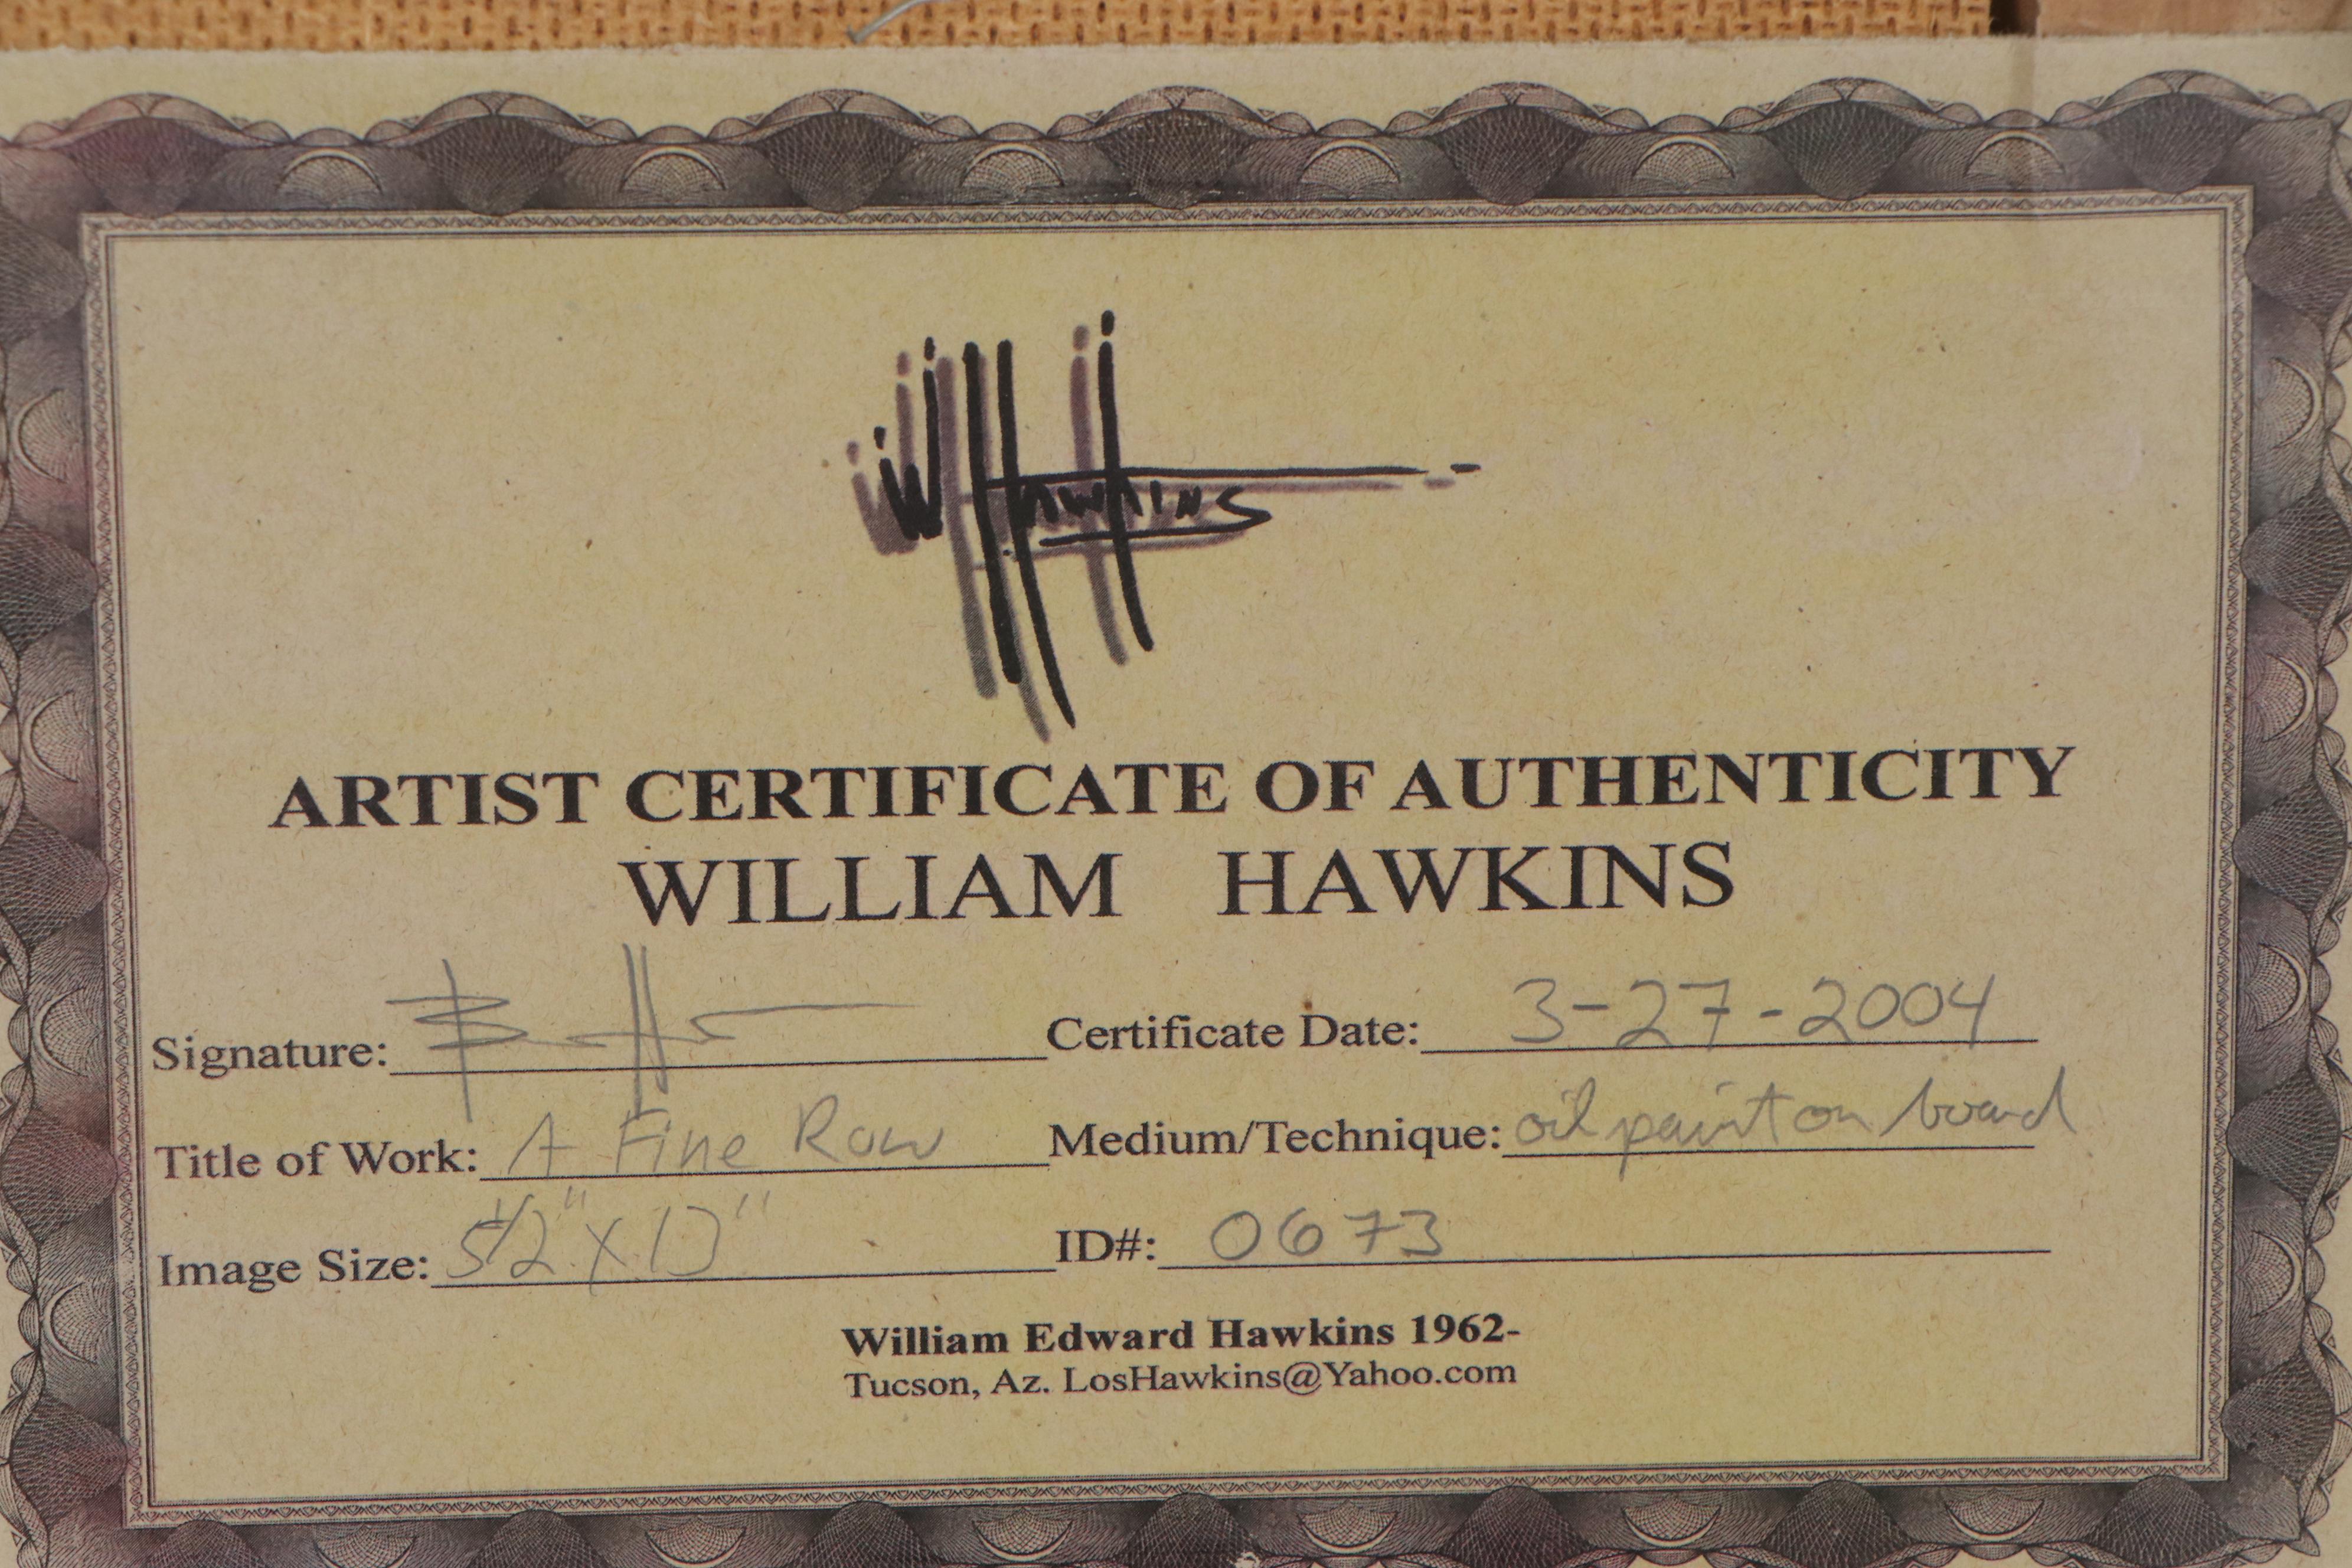 W Hawkins
ARTIST CERTIFICATE OF AUTHENTICITY
WILLIAM HAWKINS
Signature: Certificate Date: 3-27-2004
Title of Work: A Fine Row Medium/Technique: oil paint on board
Image Size: 5 1/2" X 13" ID#: 0673
William Edward Hawkins 1962-
Tucson, Az. LosHawkins@Yahoo.com